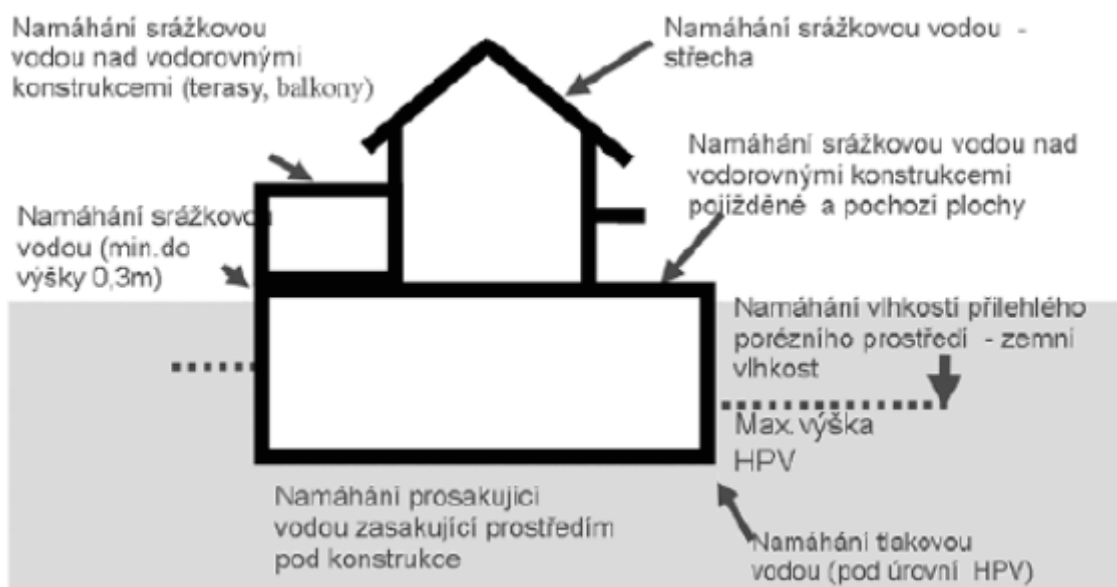 Namáhání srážkovou
vodou nad vodorovnými
konstrukcemi (terasy, balkony)
Namáhání srážkovou vodou -
střecha
Namáhání srážkovou vodou nad
vodorovnými konstrukcemi
pojižděné a pochozí plochy
Namáhání srážkovou
vodou (min.do
výšky 0,3m)
Namáhání vlhkostí přilehlého
porézního prostředí - zemní
vlhkost
Max.výška
HPV
Namáhání prosakující
vodou zasakující prostředím
pod konstrukce
Namáhání tlakovou
vodou (pod úrovní HPV)